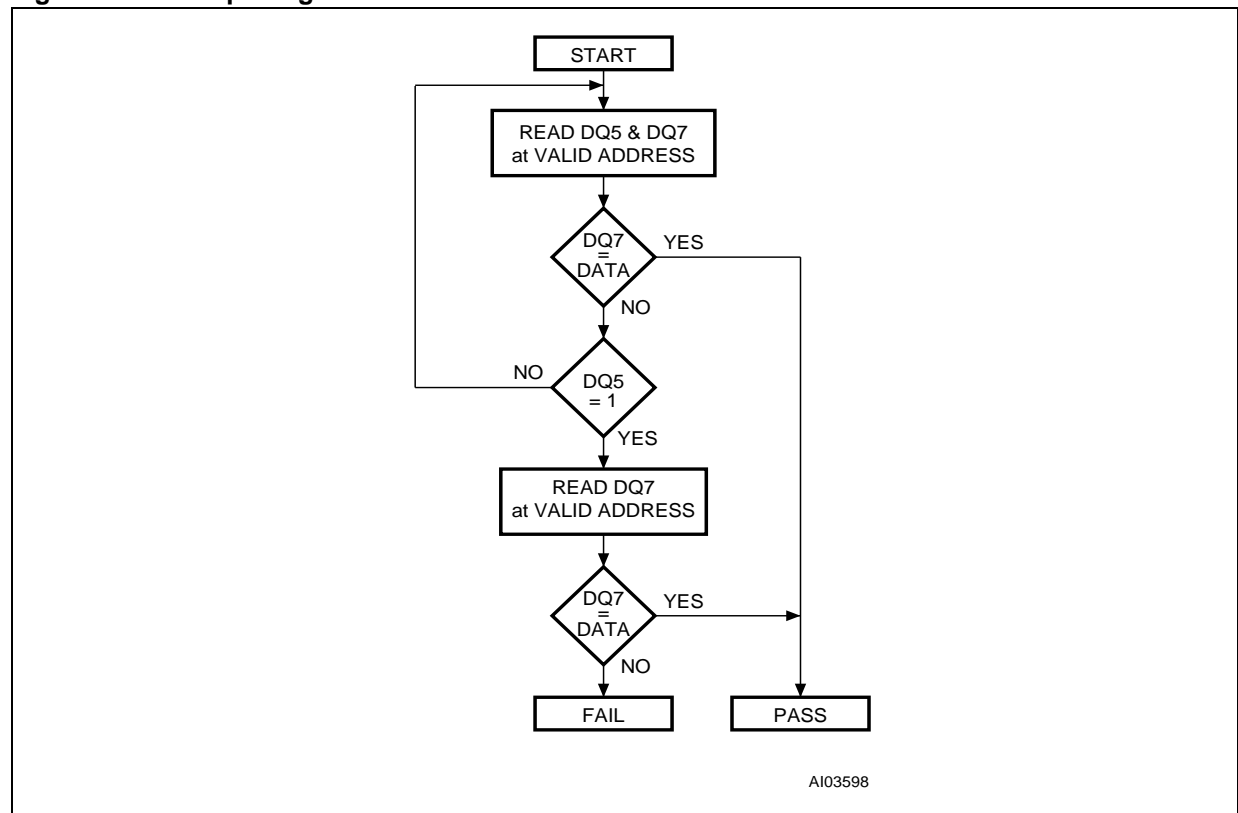 START
READ DQ5 & DQ7
at VALID ADDRESS
DQ7
=
DATA
YES
NO
NO
DQ5
= 1
YES
READ DQ7
at VALID ADDRESS
DQ7
=
DATA
YES
NO
FAIL
PASS
AI03598